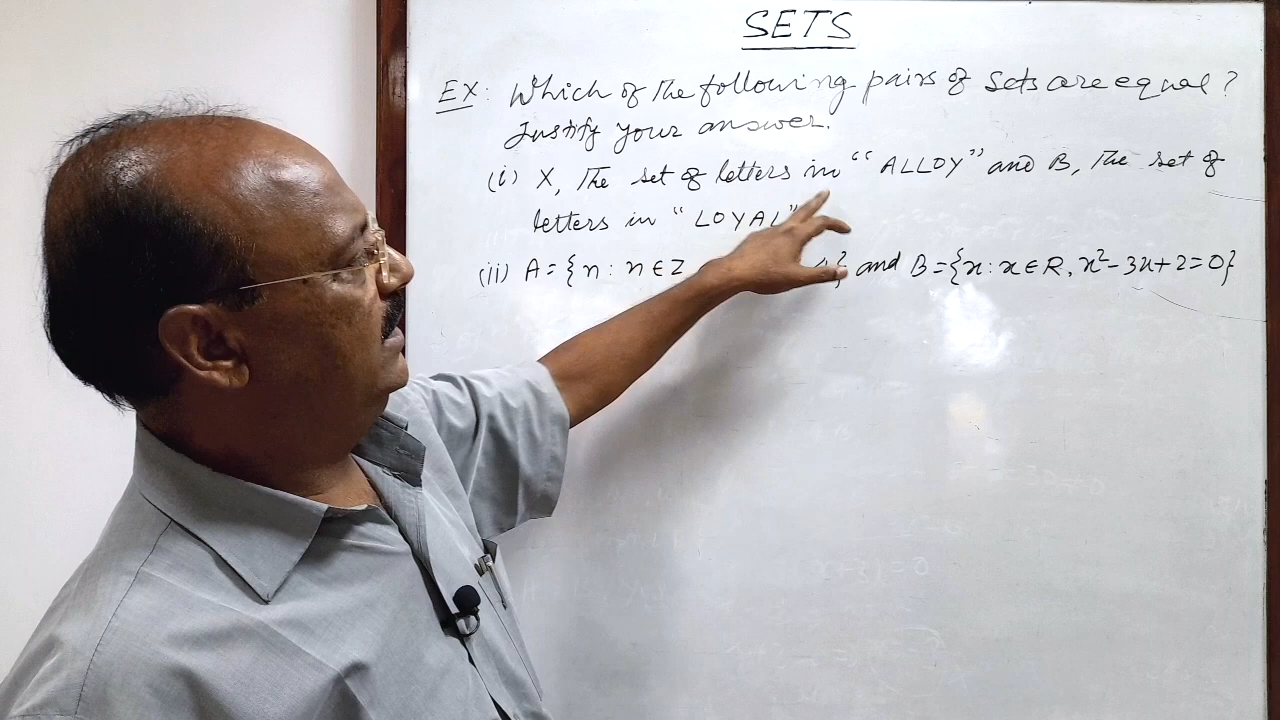 SETS
EX: Which of the following pairs of sets are equal?
Justify your answer.
(i) X, The set of letters in "ALLOY" and B, The set of
letters in "LOYAL"
(ii) A = {n : n ∈ Z } and B = {x : x ∈ R, x² - 3x + 2 = 0}